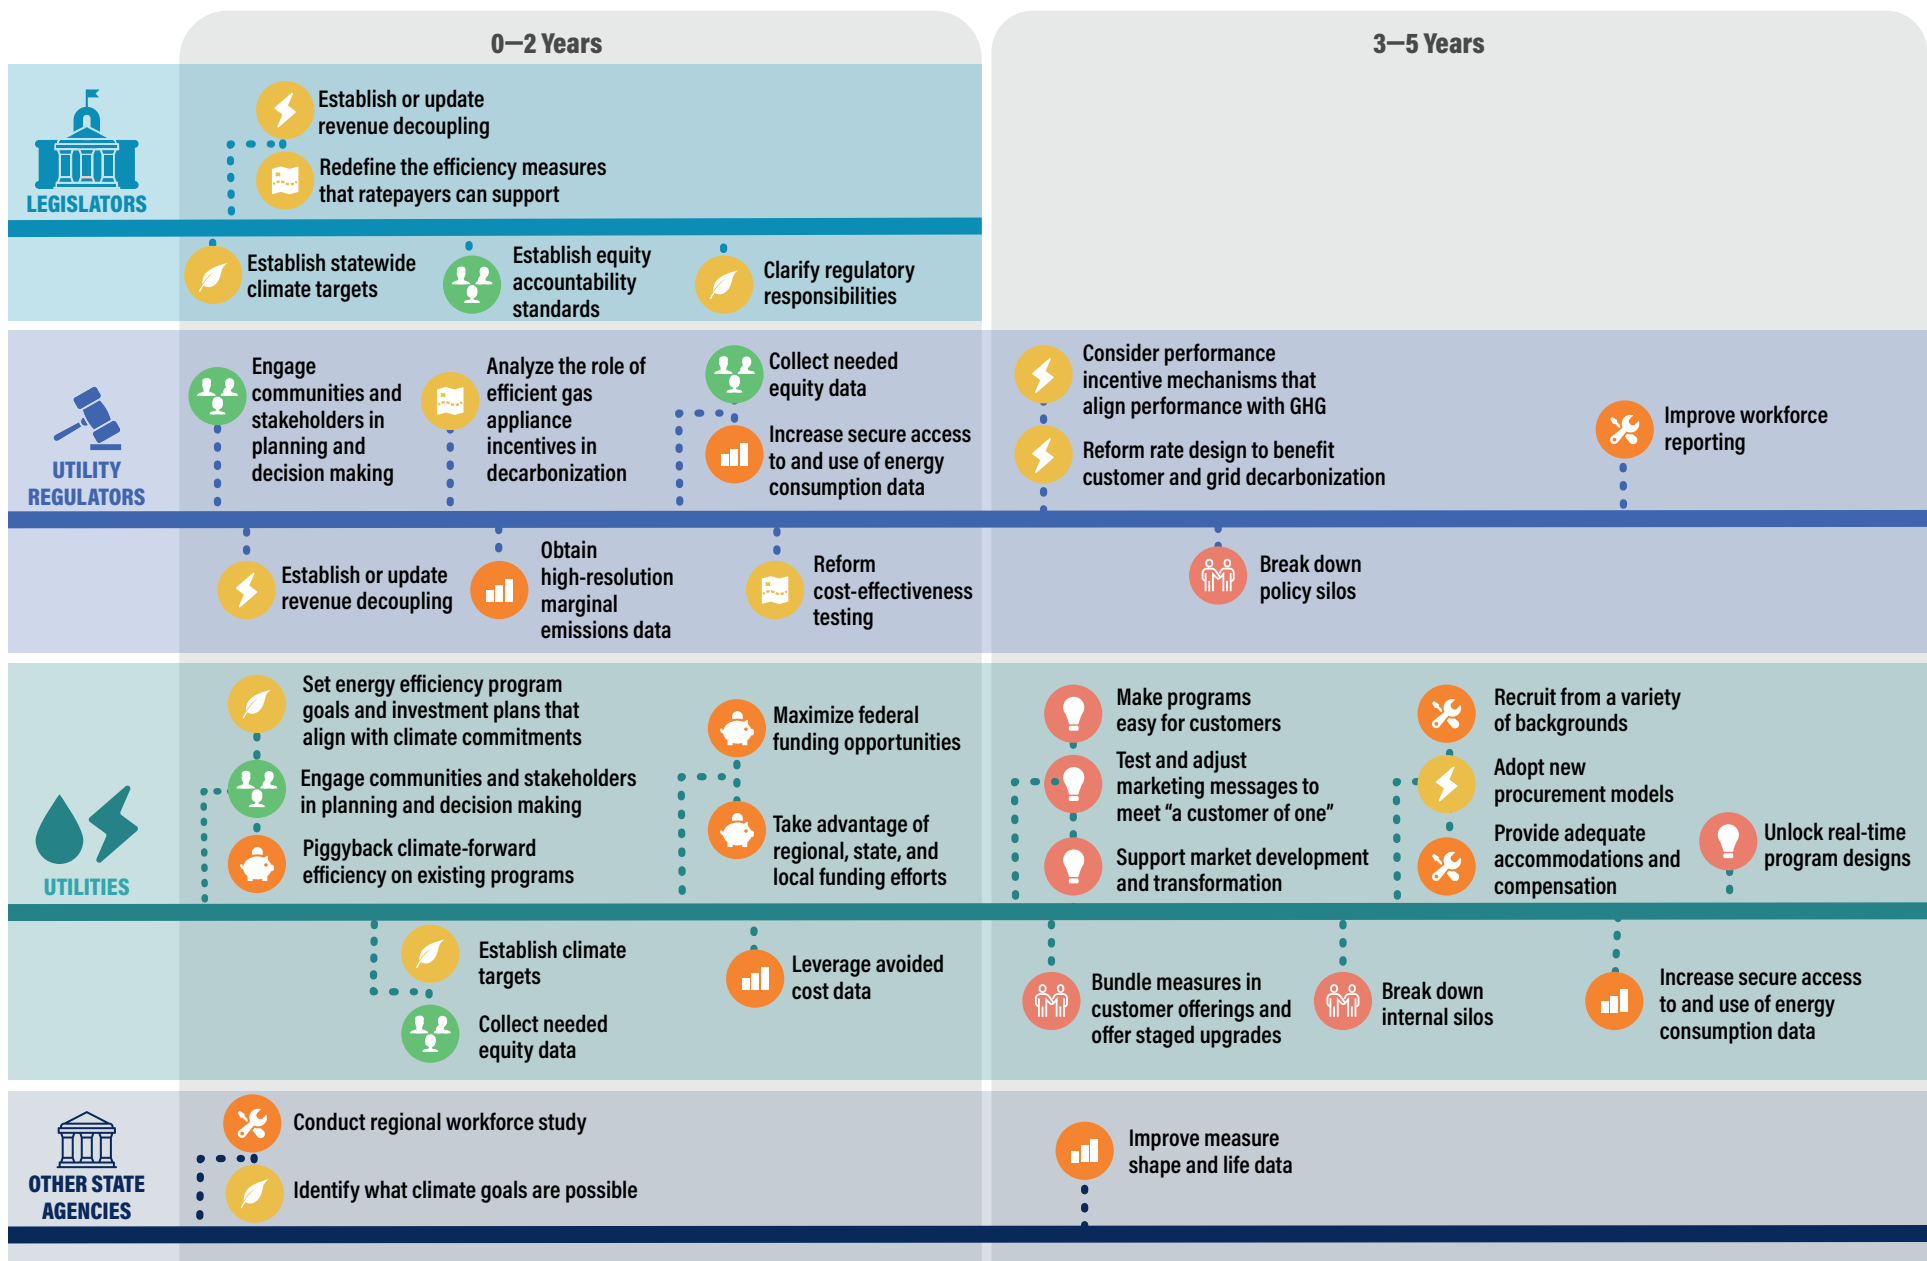 0—2 Years
3—5 Years
LEGISLATORS
Establish or update
revenue decoupling
Redefine the efficiency measures
that ratepayers can support
Establish statewide
climate targets
Establish equity
accountability
standards
Clarify regulatory
responsibilities
UTILITY
REGULATORS
Engage
communities and
stakeholders in
planning and
decision making
Analyze the role of
efficient gas
appliance
incentives in
decarbonization
Collect needed
equity data
Increase secure access
to and use of energy
consumption data
Consider performance
incentive mechanisms that
align performance with GHG
Reform rate design to benefit
customer and grid decarbonization
Improve workforce
reporting
Establish or update
revenue decoupling
Obtain
high-resolution
marginal
emissions data
Reform
cost-effectiveness
testing
Break down
policy silos
UTILITIES
Set energy efficiency program
goals and investment plans that
align with climate commitments
Engage communities and stakeholders
in planning and decision making
Piggyback climate-forward
efficiency on existing programs
Maximize federal
funding opportunities
Take advantage of
regional, state, and
local funding efforts
Make programs
easy for customers
Test and adjust
marketing messages to
meet “a customer of one”
Support market development
and transformation
Recruit from a variety
of backgrounds
Adopt new
procurement models
Provide adequate
accommodations and
compensation
Unlock real-time
program designs
Establish climate
targets
Collect needed
equity data
Leverage avoided
cost data
Bundle measures in
customer offerings and
offer staged upgrades
Break down
internal silos
Increase secure access
to and use of energy
consumption data
OTHER STATE
AGENCIES
Conduct regional workforce study
Identify what climate goals are possible
Improve measure
shape and life data